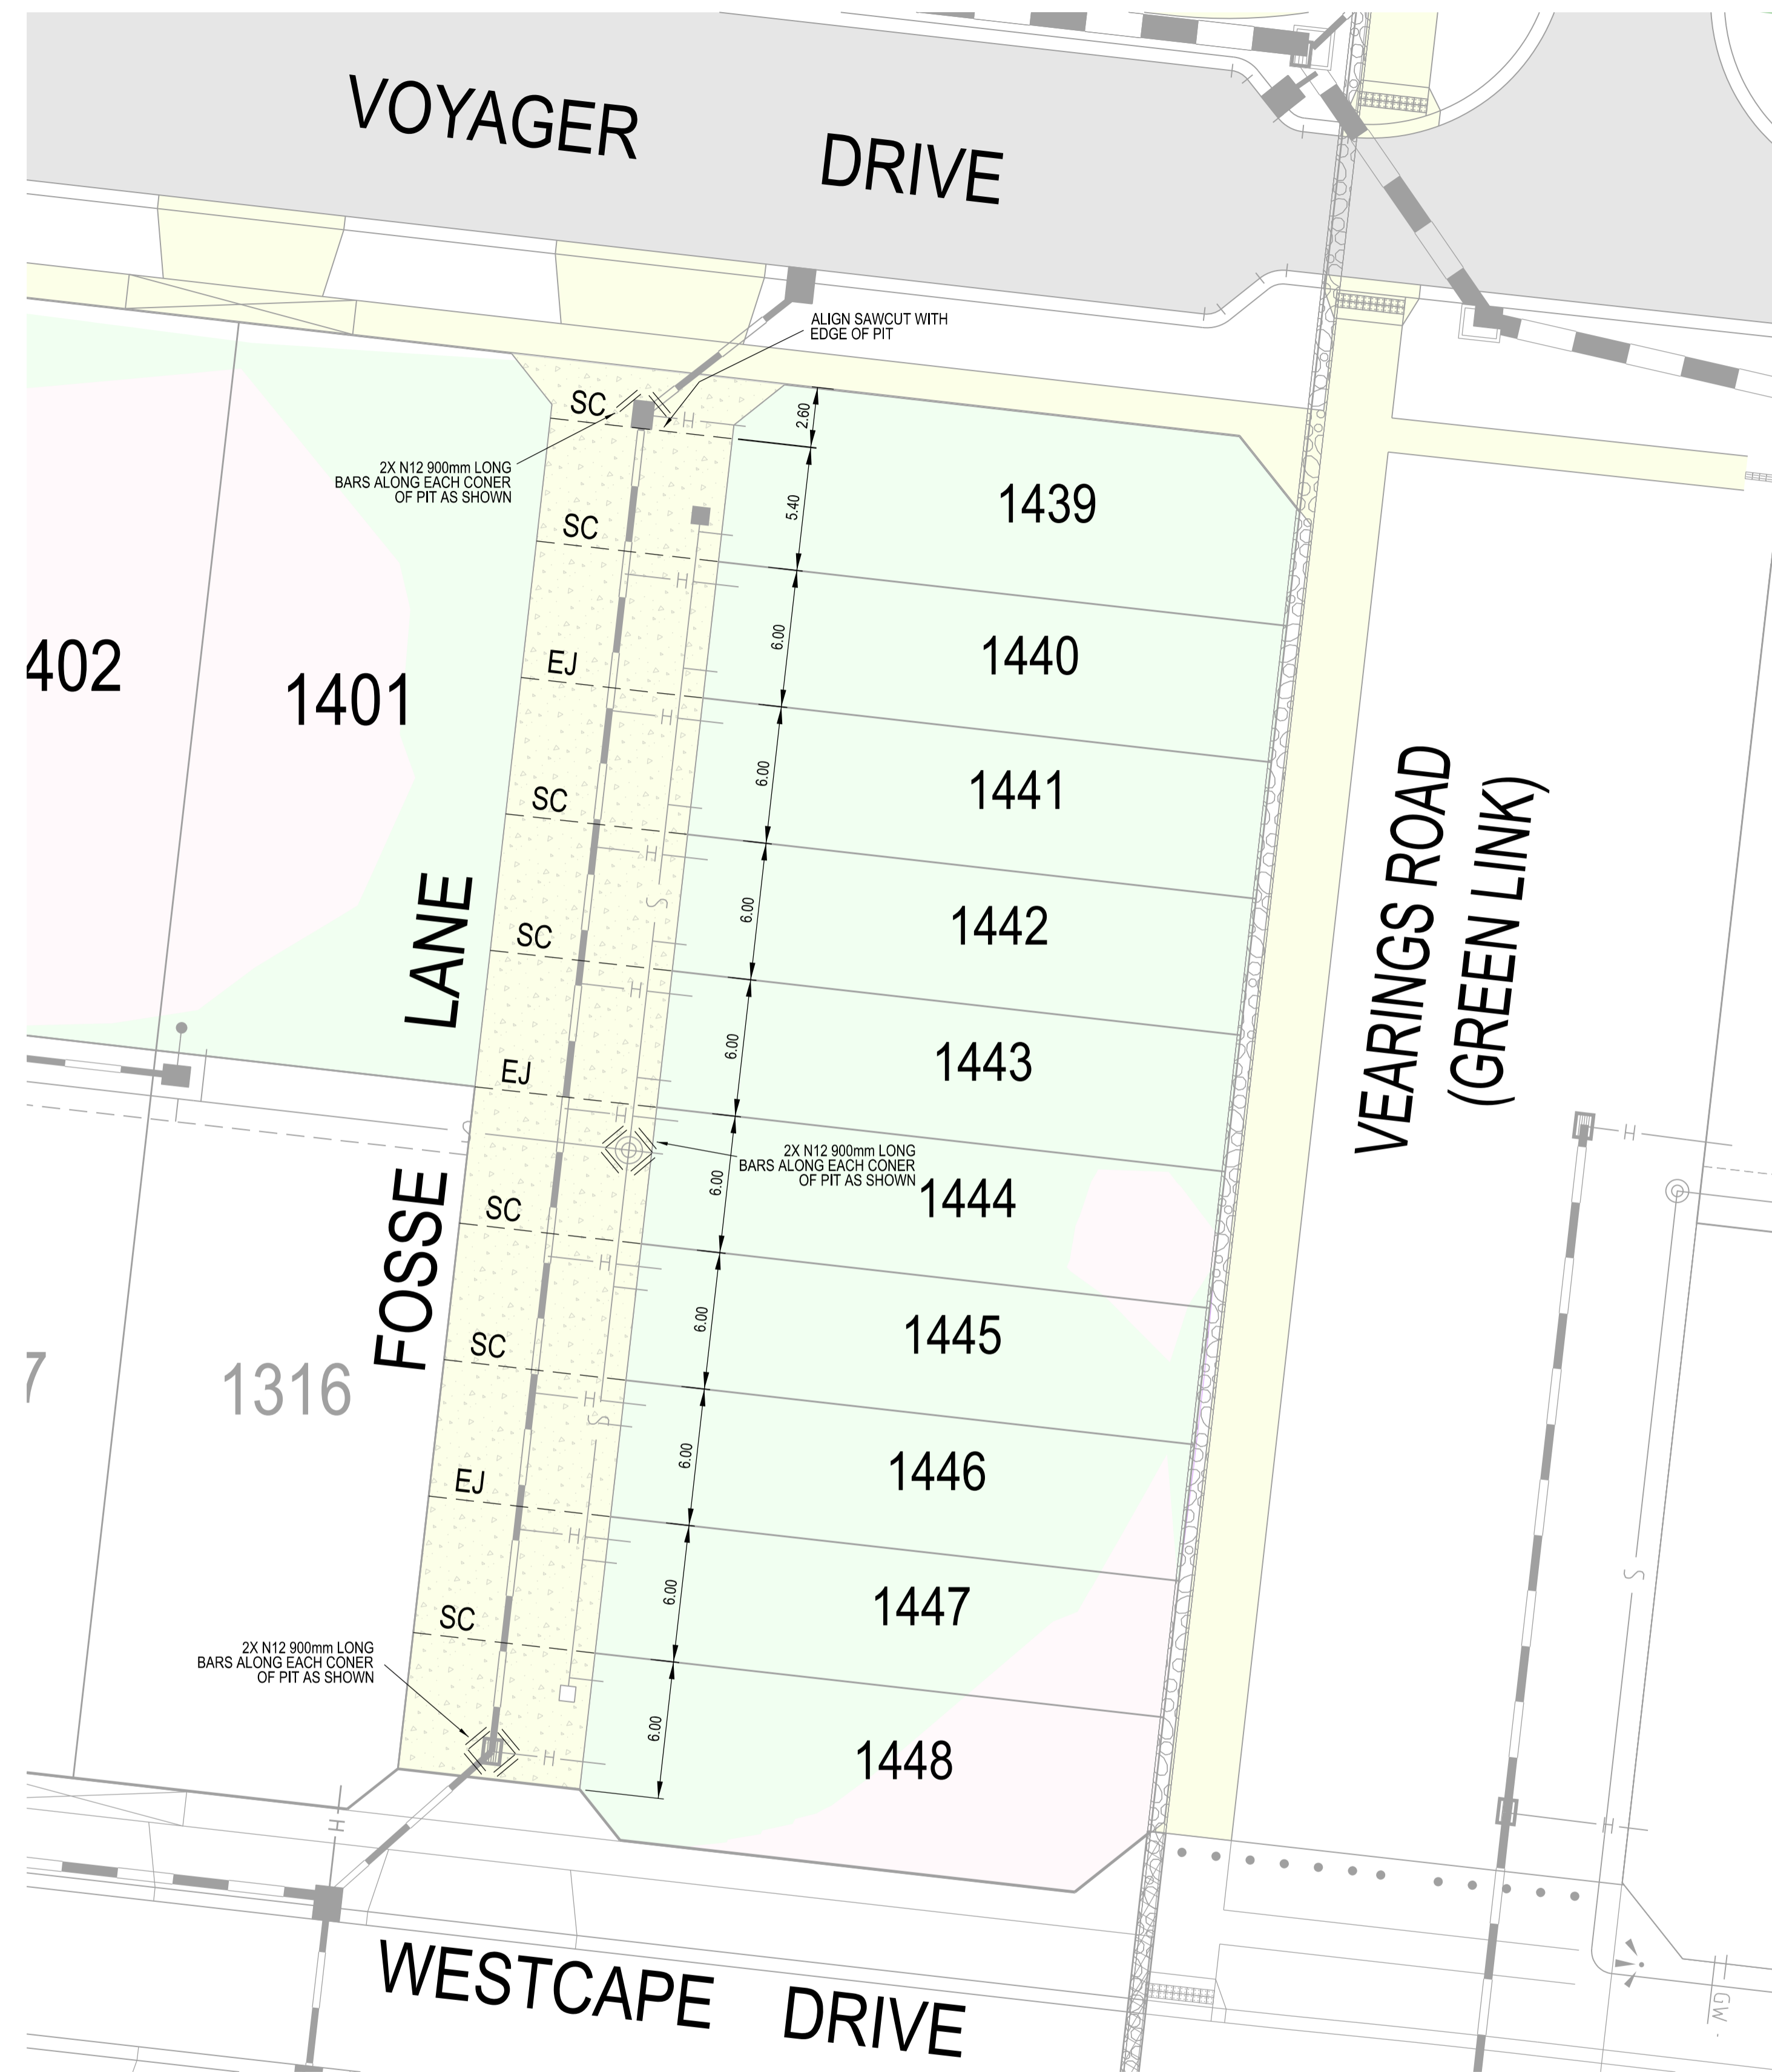 VOYAGER DRIVE
ALIGN SAWCUT WITH
EDGE OF PIT
SC
H
2.60
2X N12 900mm LONG
BARS ALONG EACH CONER
OF PIT AS SHOWN
5.40
1439
SC
H
6.00
1440
402
1401
EJ
H
6.00
1441
SC
H
S
6.00
1442
SC
H
6.00
1443
EJ
H
2X N12 900mm LONG
BARS ALONG EACH CONER
OF PIT AS SHOWN
6.00
1444
S
SC
H
6.00
1445
SC
H
S
6.00
1446
EJ
H
6.00
1447
SC
6.00
1448
H
2X N12 900mm LONG
BARS ALONG EACH CONER
OF PIT AS SHOWN
FOSSE LANE
7
1316
H
VEARINGS ROAD
(GREEN LINK)
H
S
H
GW
WESTCAPE DRIVE